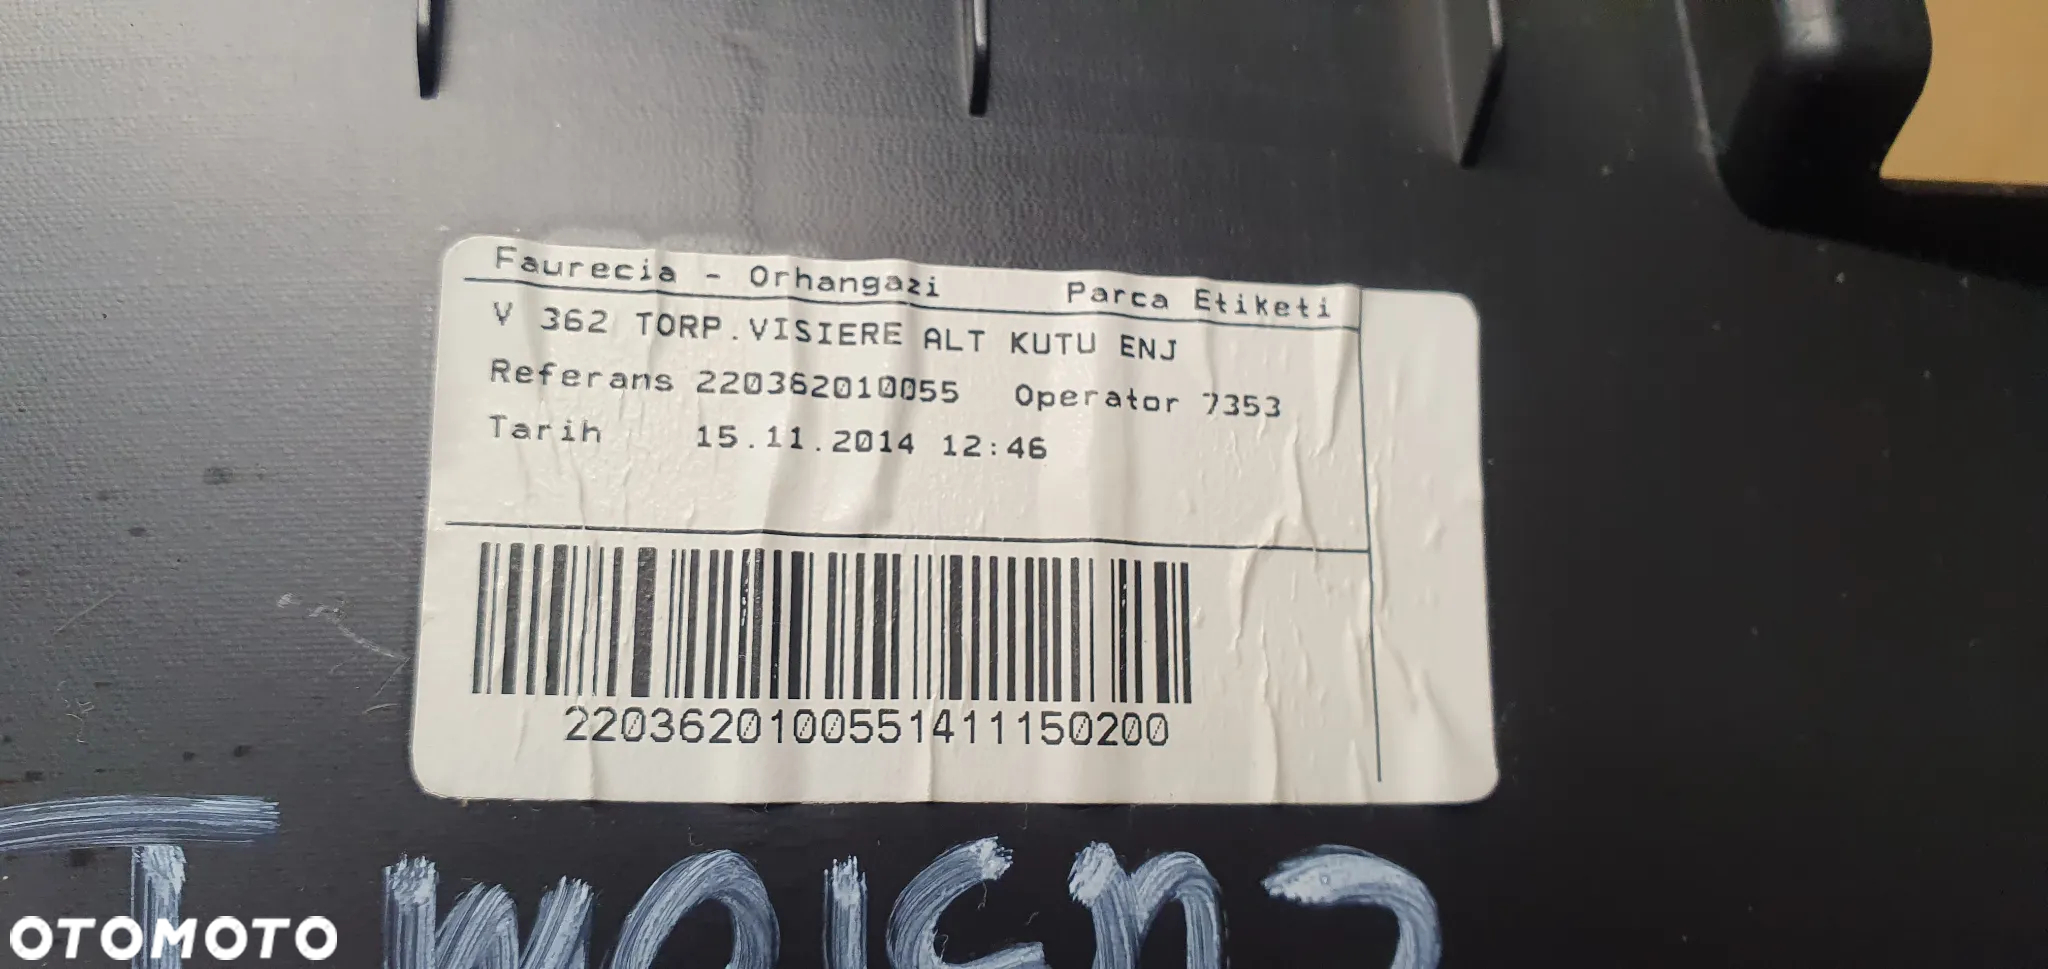 Faurecia - Orhangazi Parca Etiketi
V 362 TORP.VISIERE ALT KUTU ENJ
Referans 220362010055 Operator 7353
Tarih 15.11.2014 12:46
2203620100551411150200
OTOMOTO